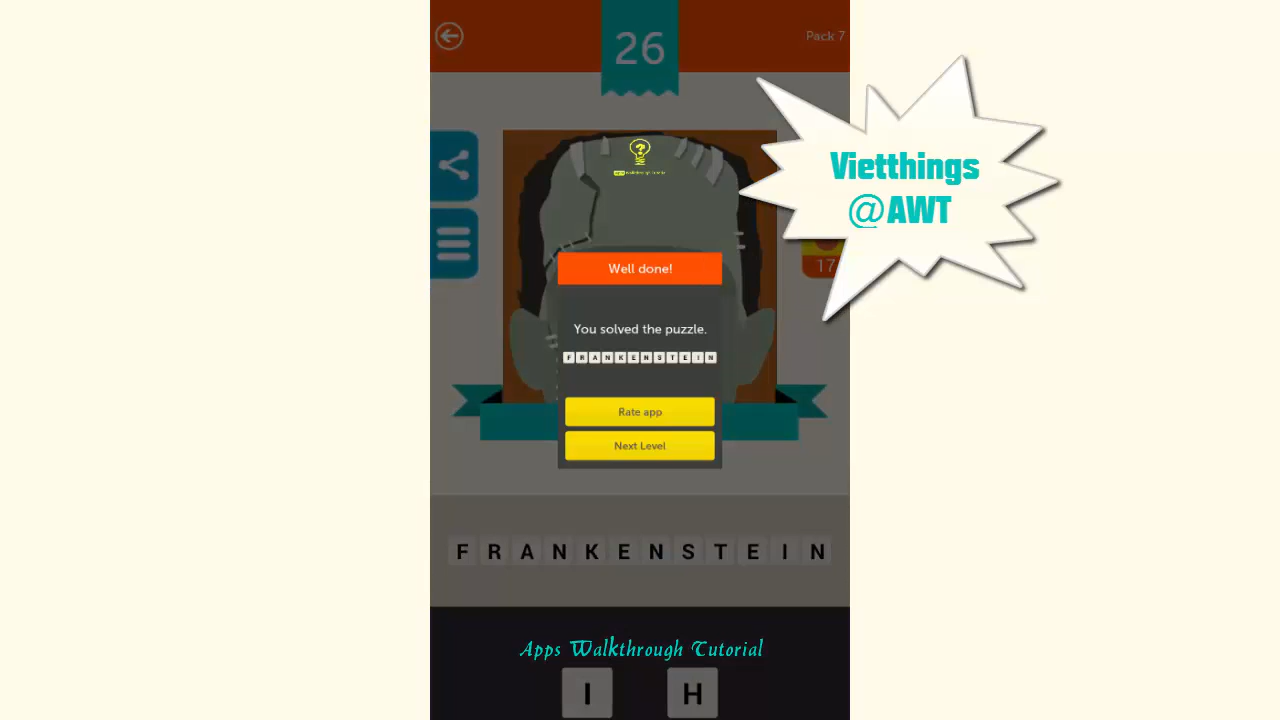 26
Pack 7
Vietthings
@AWT
17
Well done!
You solved the puzzle.
FRANKENSTEIN
Rate app
Next Level
FRANKENSTEIN
Apps Walkthrough Tutorial
I H